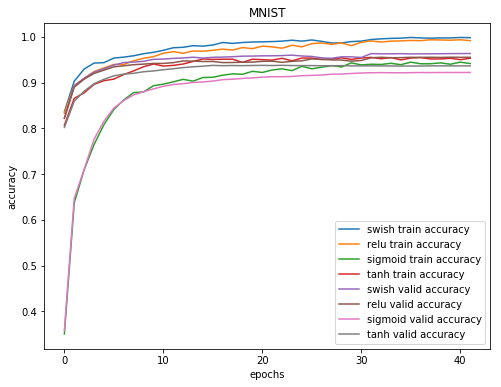 MNIST
1.0
0.9
0.8
0.7
0.6
0.5
0.4
accuracy
swish train accuracy
relu train accuracy
sigmoid train accuracy
tanh train accuracy
swish valid accuracy
relu valid accuracy
sigmoid valid accuracy
tanh valid accuracy
0 10 20 30 40
epochs